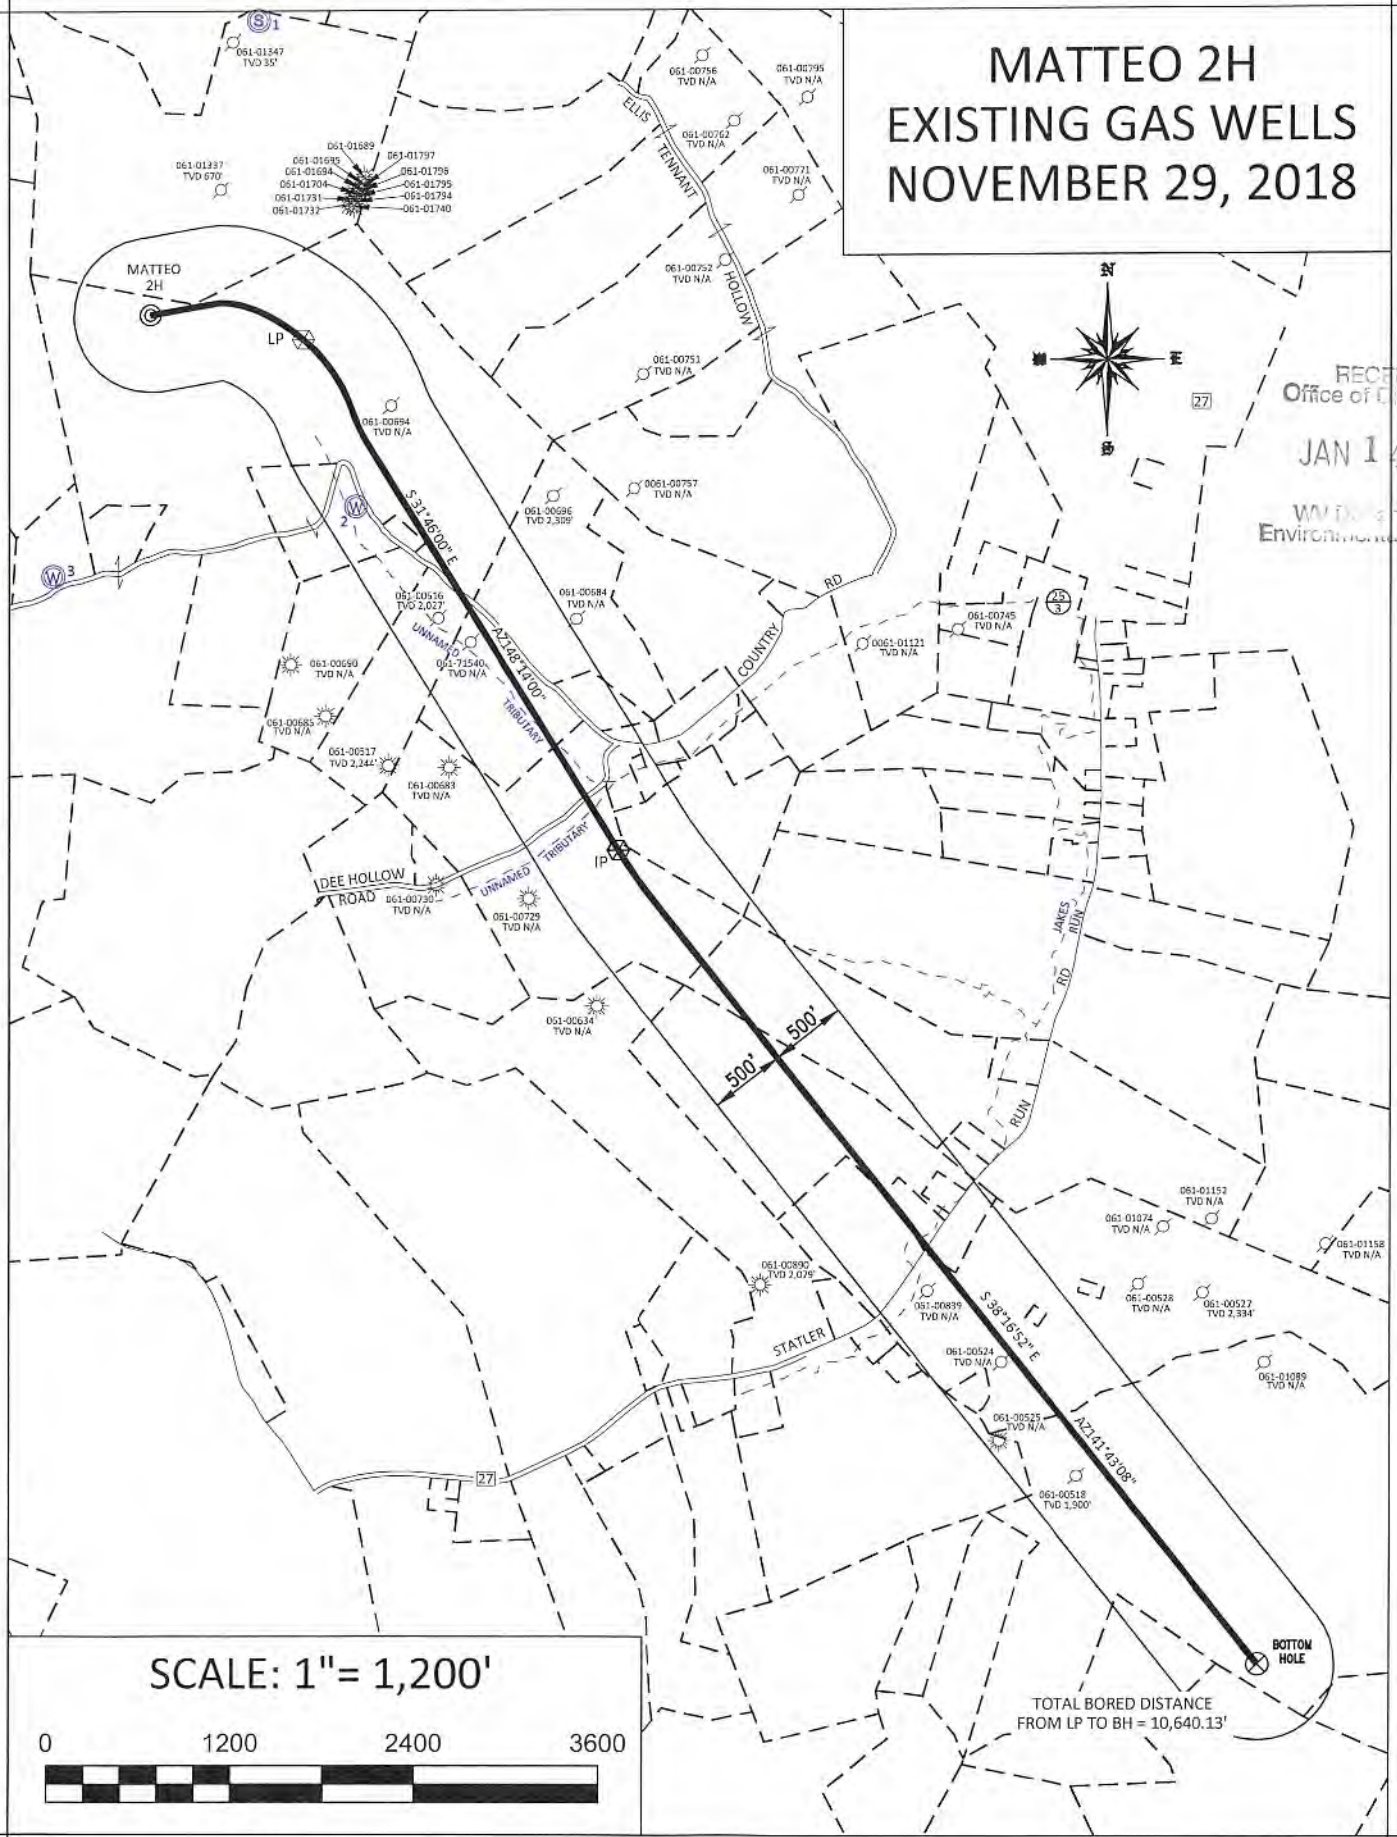 MATTEO 2H
EXISTING GAS WELLS
NOVEMBER 29, 2018
S 1
061-01347
TVD 35'
061-00756
TVD N/A
061-00795
TVD N/A
ELLIS
TENNANT
HOLLOW
061-00762
TVD N/A
061-00771
TVD N/A
061-01337
TVD 670'
061-01689
061-01695
061-01694
061-01704
061-01731
061-01732
061-01797
061-01796
061-01795
061-01794
061-01740
061-00752
TVD N/A
MATTEO
2H
LP
N
E
S
27
Office of
JAN 1
061-00751
TVD N/A
061-00694
TVD N/A
0061-00757
TVD N/A
061-00696
TVD 2,309'
W
2
W 3
S 31°46'00" E
AZ148°14'00"
061-00516
TVD 2,027'
061-00684
TVD N/A
RD
COUNTRY
25
3
061-00745
TVD N/A
0061-01121
TVD N/A
UNNAMED
TRIBUTARY
061-71540
TVD N/A
061-00690
TVD N/A
061-00685
TVD N/A
061-00517
TVD 2,244'
061-00683
TVD N/A
IP
UNNAMED TRIBUTARY
DEE HOLLOW
ROAD
061-00730
TVD N/A
061-00729
TVD N/A
JAKES
RUN
RD
RUN
061-00634
TVD N/A
500'
500'
061-01152
TVD N/A
061-01074
TVD N/A
061-01158
TVD N/A
061-00890
TVD 2,029'
061-00839
TVD N/A
061-00528
TVD N/A
061-00527
TVD 2,334'
S 38°16'52" E
AZ141°43'08"
STATLER
061-00524
TVD N/A
061-01089
TVD N/A
061-00525
TVD N/A
27
061-00518
TVD 1,900'
BOTTOM
HOLE
TOTAL BORED DISTANCE
FROM LP TO BH = 10,640.13'
SCALE: 1"= 1,200'
0 1200 2400 3600